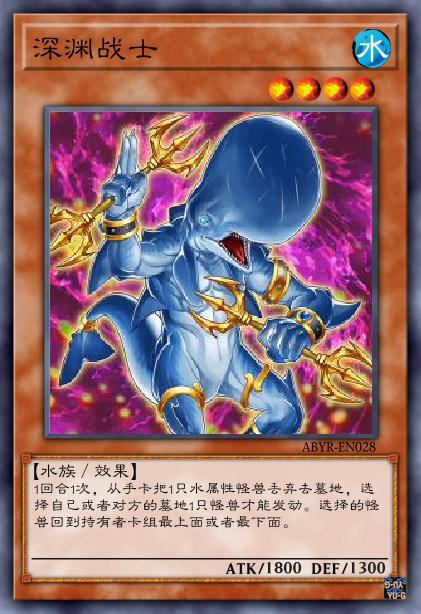 深渊战士
水
ABYR-EN028
【水族／效果】
1回合1次，从手卡把1只水属性怪兽丢弃去墓地，选
择自己或者对方的墓地1只怪兽才能发动。选择的怪
兽回到持有者卡组最上面或者最下面。
ATK/1800 DEF/1300
YU-G
YU-G